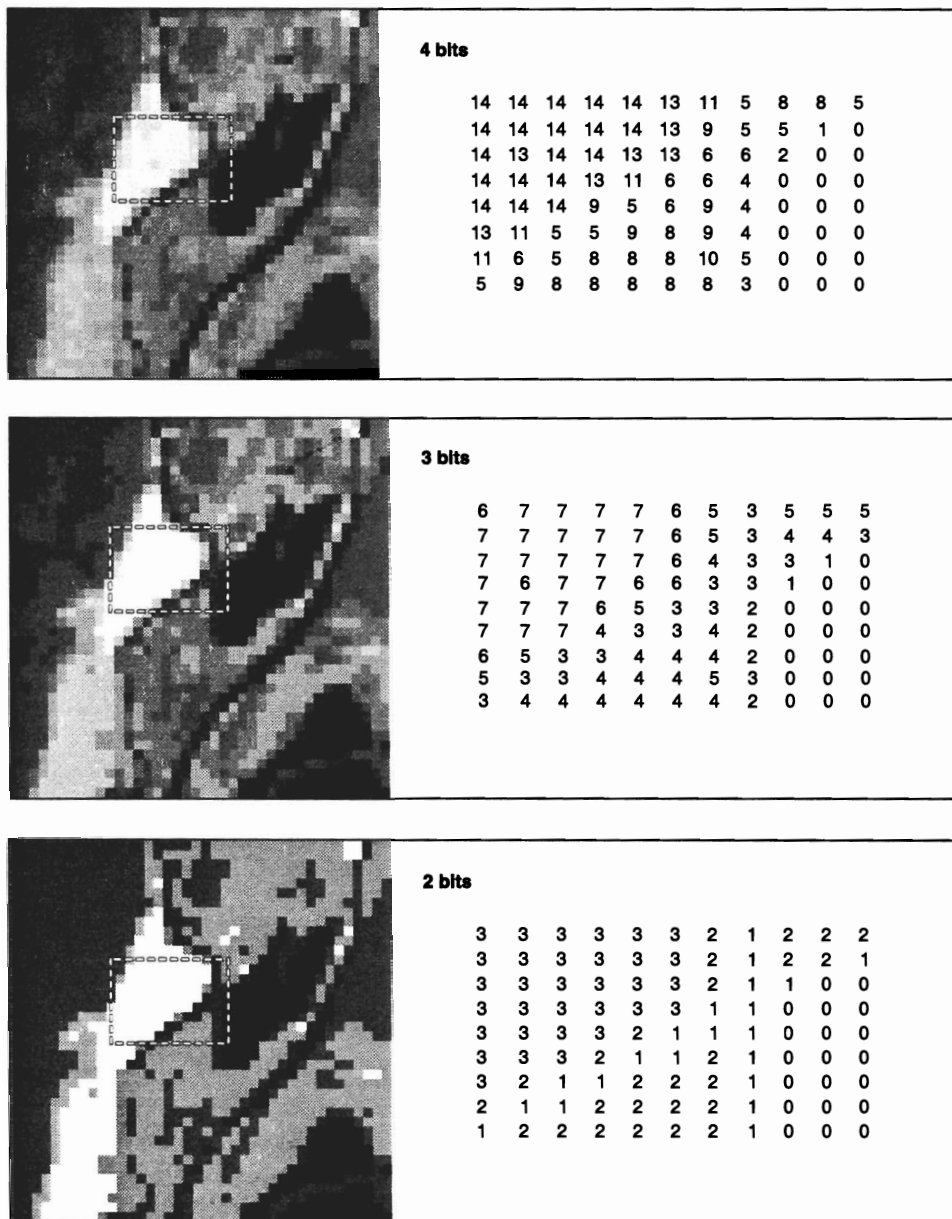 4 bits
14 14 14 14 14 13 11 5 8 8 5
14 14 14 14 14 13 9 5 5 1 0
14 13 14 14 13 13 6 6 2 0 0
14 14 14 13 11 6 6 4 0 0 0
14 14 14 9 5 6 9 4 0 0 0
13 11 5 5 9 8 9 4 0 0 0
11 6 5 8 8 8 10 5 0 0 0
5 9 8 8 8 8 8 3 0 0 0
3 bits
6 7 7 7 7 6 5 3 5 5 5
7 7 7 7 7 6 5 3 4 4 3
7 7 7 7 7 6 4 3 3 1 0
7 6 7 7 6 6 3 3 1 0 0
7 7 7 6 5 3 3 2 0 0 0
7 7 7 4 3 3 4 2 0 0 0
6 5 3 3 4 4 4 2 0 0 0
5 3 3 4 4 4 5 3 0 0 0
3 4 4 4 4 4 4 2 0 0 0
2 bits
3 3 3 3 3 3 2 1 2 2 2
3 3 3 3 3 3 2 1 2 2 1
3 3 3 3 3 3 2 1 1 0 0
3 3 3 3 3 3 1 1 0 0 0
3 3 3 3 2 1 1 1 0 0 0
3 3 3 2 1 1 2 1 0 0 0
3 2 1 1 2 2 2 1 0 0 0
2 1 1 2 2 2 2 1 0 0 0
1 2 2 2 2 2 2 1 0 0 0